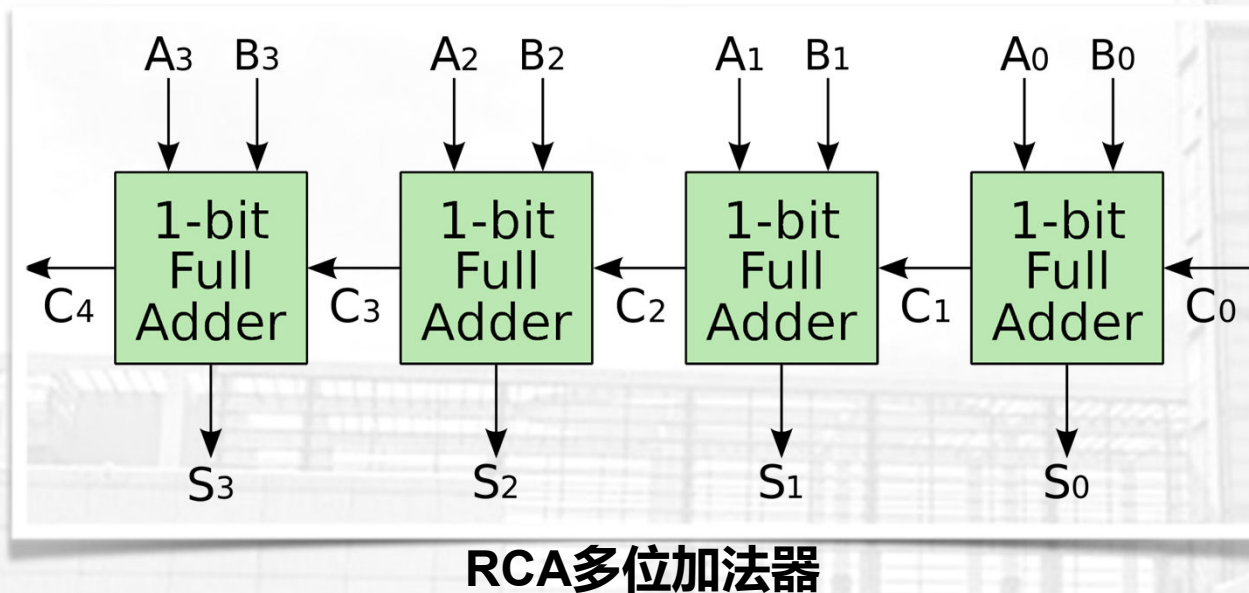 A3 B3 A2 B2 A1 B1 A0 B0
1-bit Full Adder
1-bit Full Adder
1-bit Full Adder
1-bit Full Adder
C4 C3 C2 C1 C0
S3 S2 S1 S0
RCA多位加法器